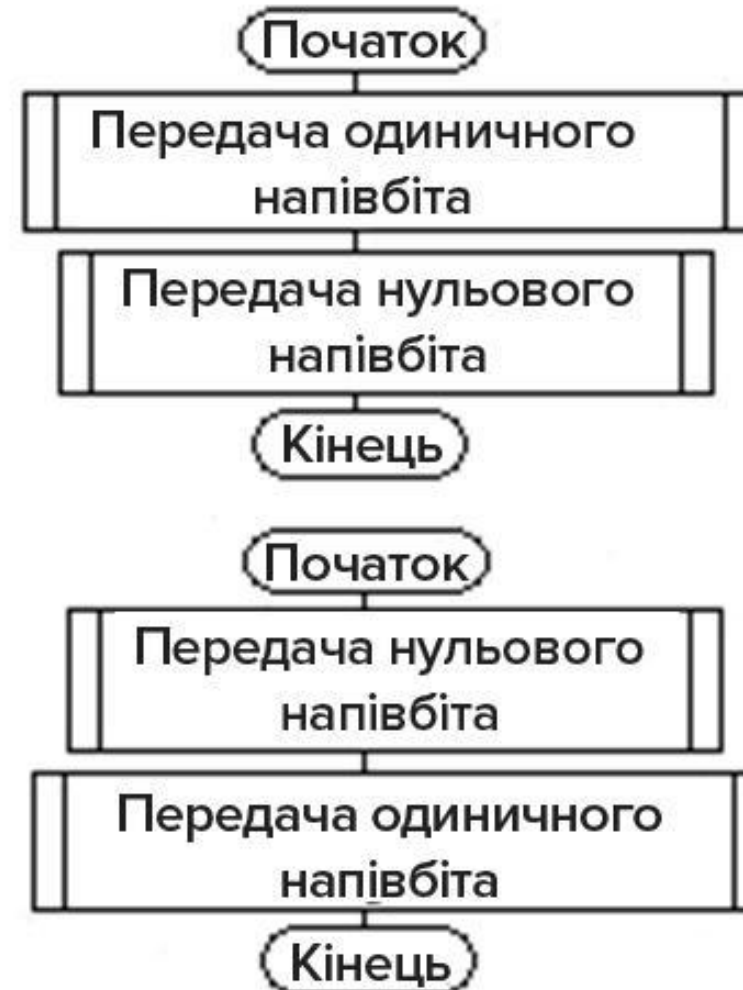 Початок
Передача одиничного
напівбіта
Передача нульового
напівбіта
Кінець
Початок
Передача нульового
напівбіта
Передача одиничного
напівбіта
Кінець